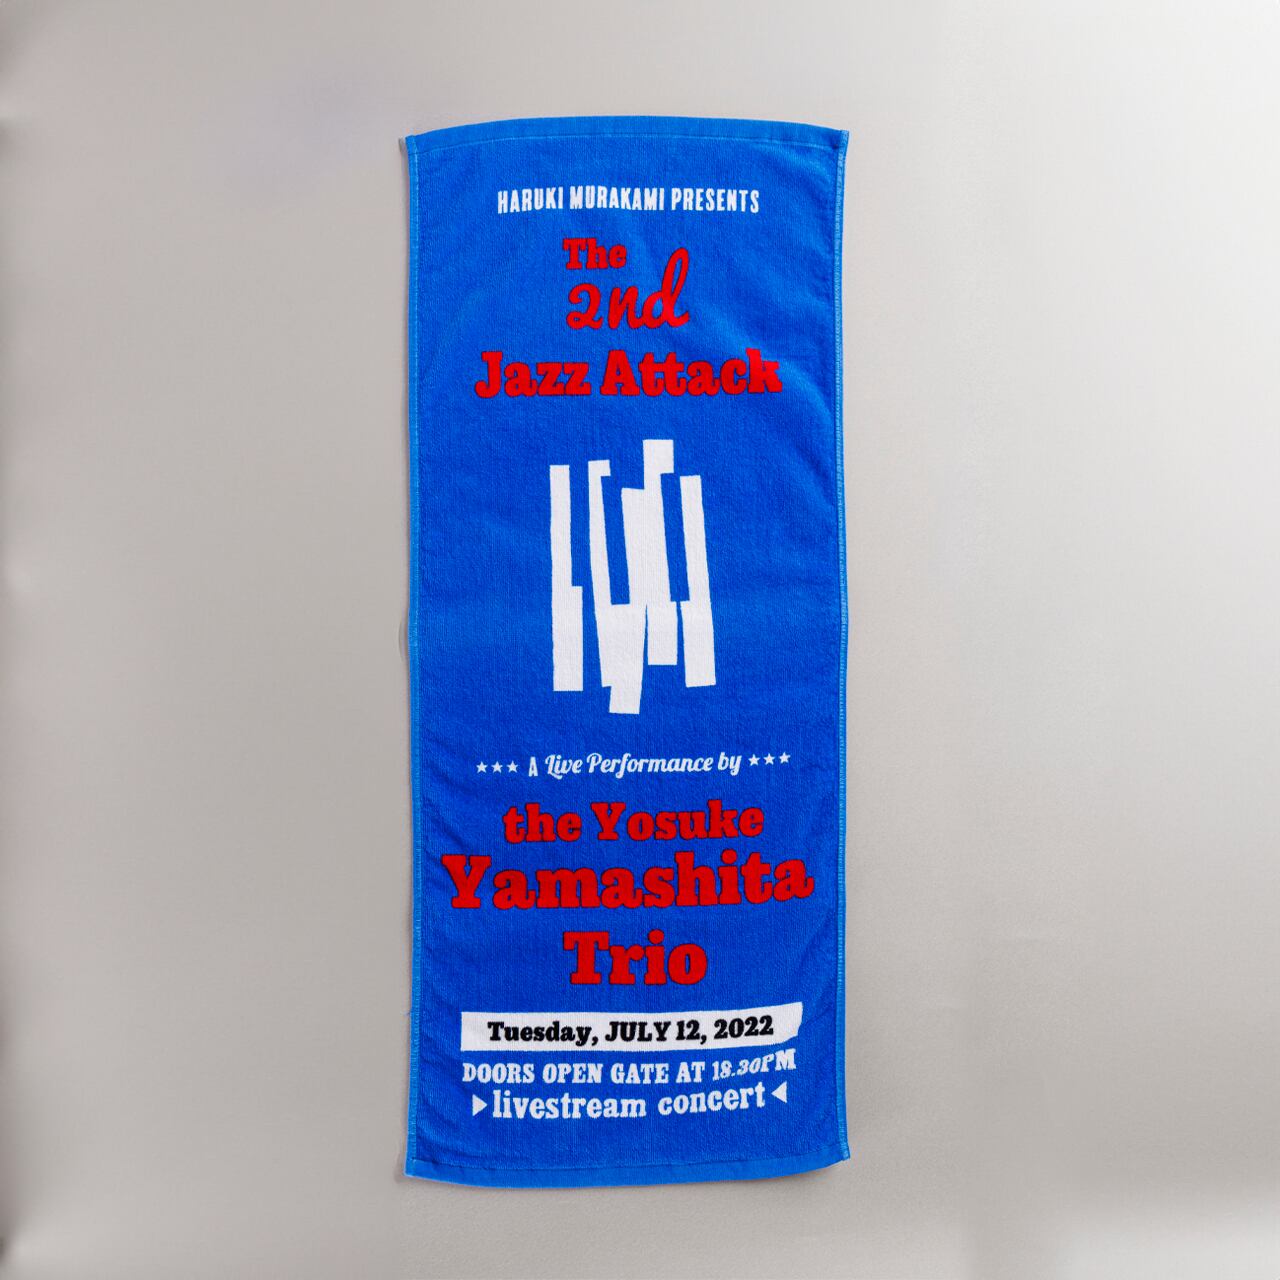 HARUKI MURAKAMI PRESENTS
The
2nd
Jazz Attack
★★★ A Live Performance by ★★★
the Yosuke
Yamashita
Trio
Tuesday, JULY 12, 2022
DOORS OPEN GATE AT 18.30PM
▶livestream concert◀